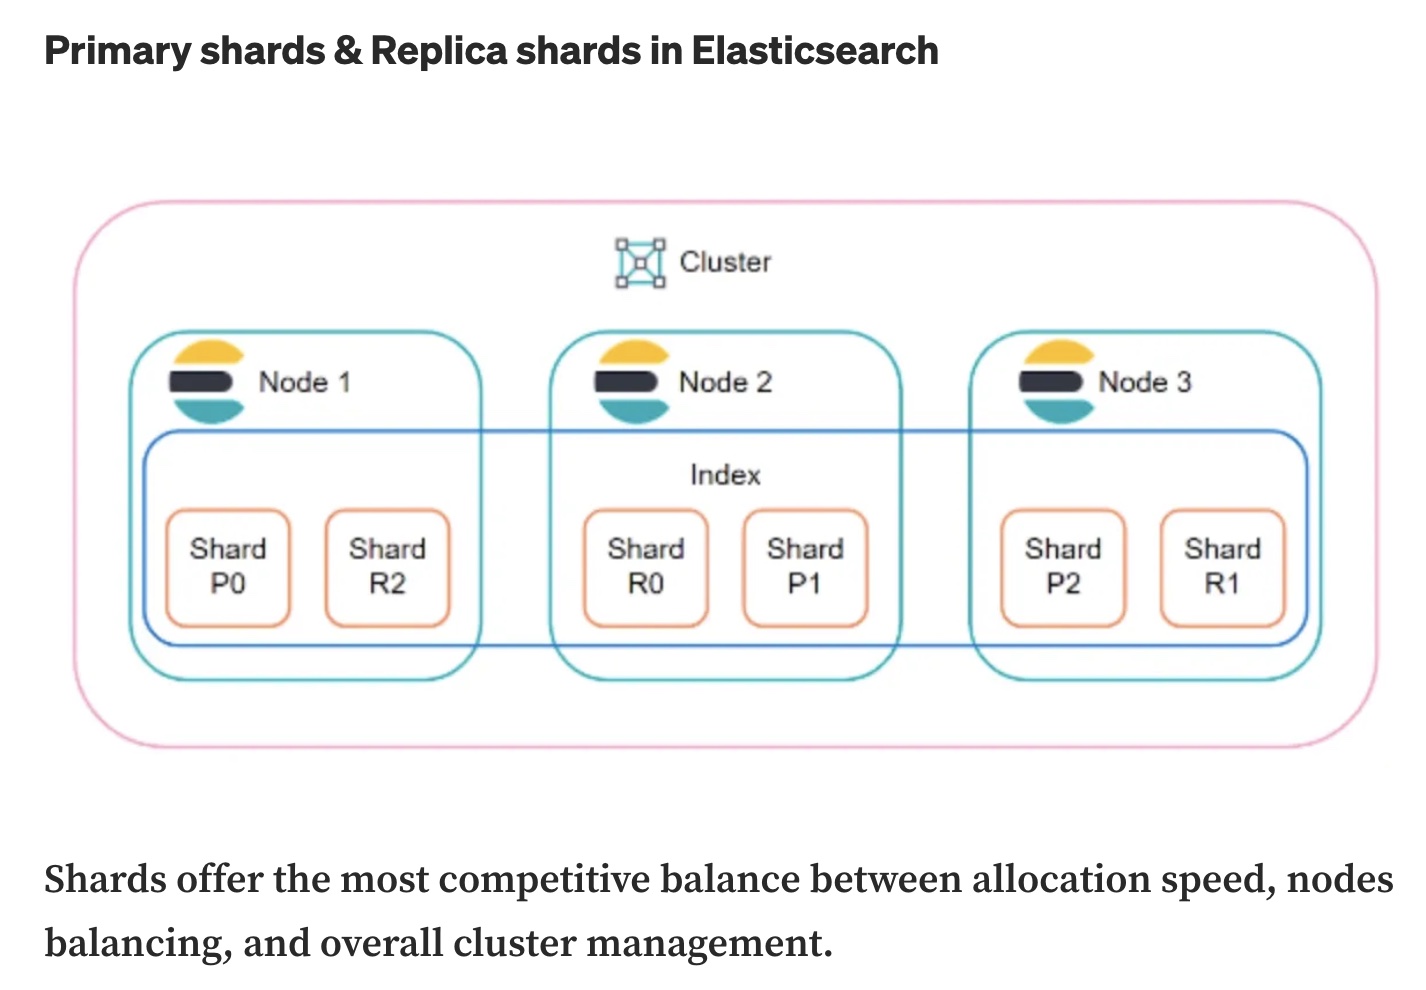 Primary shards & Replica shards in Elasticsearch
Cluster
Node 1
Node 2
Node 3
Index
Shard
P0
Shard
R2
Shard
R0
Shard
P1
Shard
P2
Shard
R1
Shards offer the most competitive balance between allocation speed, nodes
balancing, and overall cluster management.